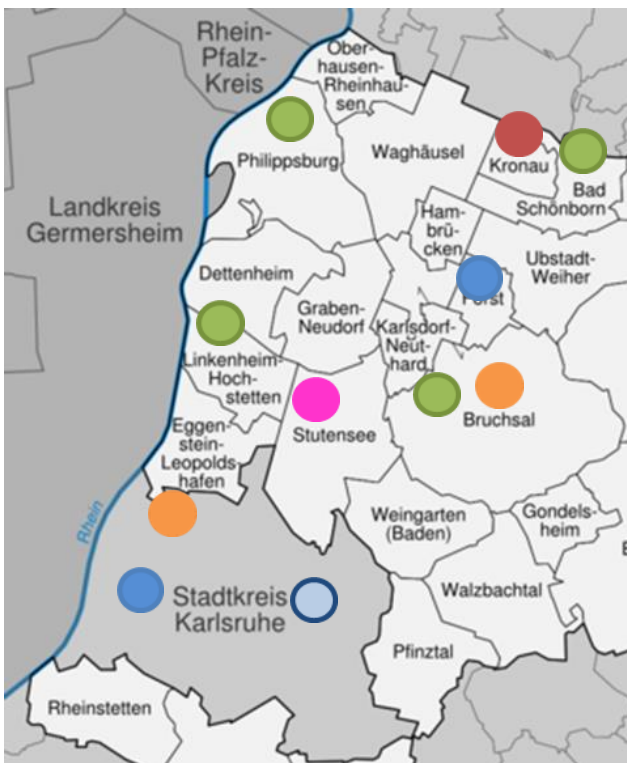 Rhein-
Pfalz-
Kreis
Ober-
hausen-
Rheinhau-
sen
Philippsburg
Waghäusel
Kronau
Bad
Schönborn
Landkreis
Germersheim
Ham-
brü-
cken
Ubstadt-
Weiher
Dettenheim
Forst
Graben-
Neudorf
Karlsdorf-
Neut-
hard
Linkenheim-
Hoch-
stetten
Bruchsal
Stutensee
Eggen-
stein-
Leopolds-
hafen
Rhein
Weingarten
(Baden)
Gondels-
heim
Stadtkreis
Karlsruhe
Walzbachtal
Pfinztal
Rheinstetten